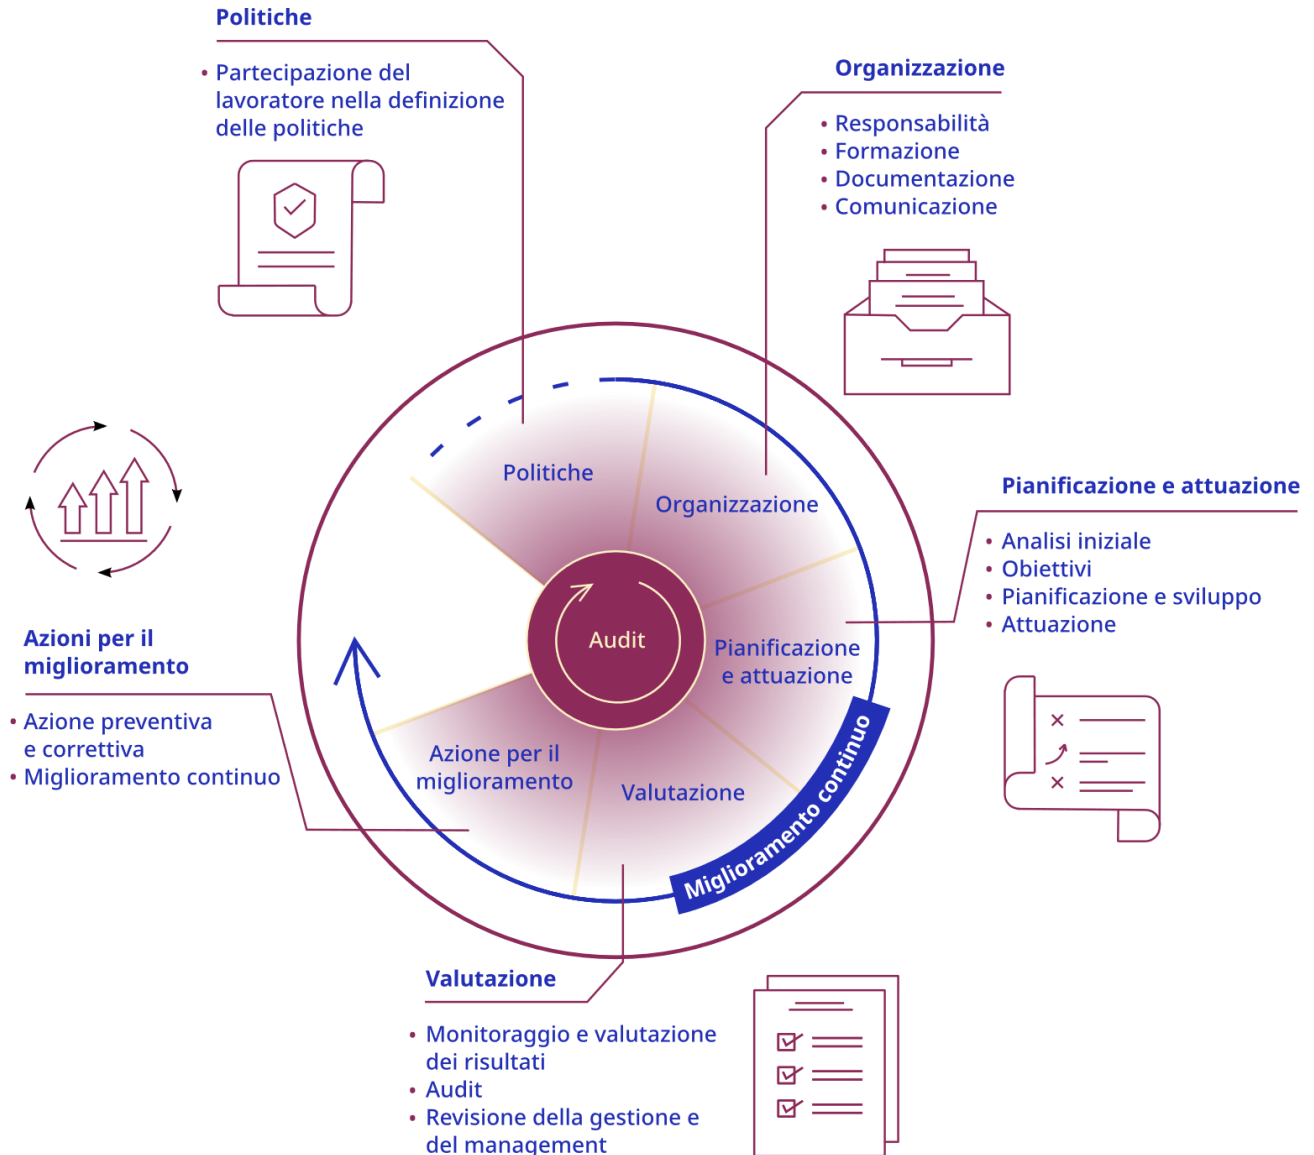 Politiche
• Partecipazione del
lavoratore nella definizione
delle politiche
Organizzazione
• Responsabilità
• Formazione
• Documentazione
• Comunicazione
Pianificazione e attuazione
• Analisi iniziale
• Obiettivi
• Pianificazione e sviluppo
• Attuazione
Azioni per il
miglioramento
• Azione preventiva
e correttiva
• Miglioramento continuo
Politiche
Organizzazione
Audit
Pianificazione
e attuazione
Azione per il
miglioramento
Valutazione
Miglioramento continuo
Valutazione
• Monitoraggio e valutazione
dei risultati
• Audit
• Revisione della gestione e
del management